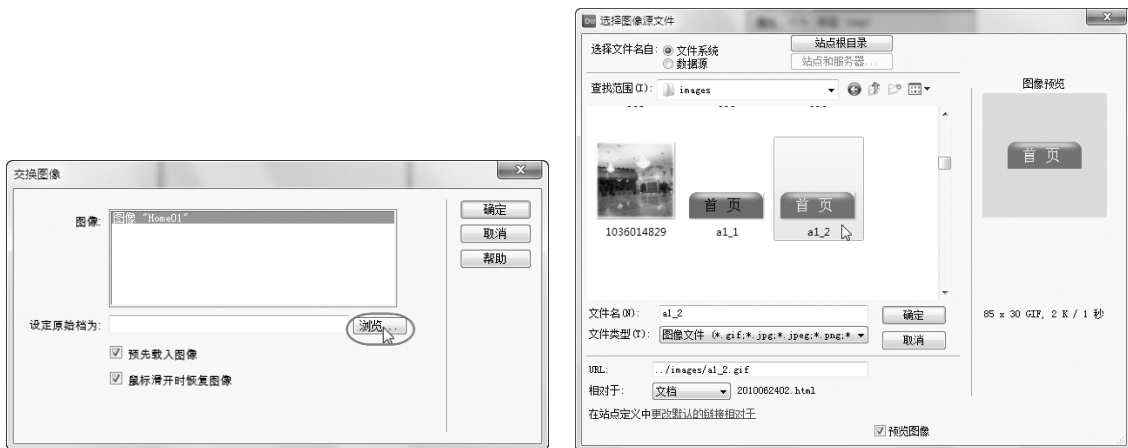 交换图像
图像:
图像 "Home01"
确定
取消
帮助
设定原始档为:
浏览...
预先载入图像
鼠标滑开时恢复图像
DW 选择图像源文件
选择文件名自:
文件系统
站点根目录
数据源
站点和服务器...
查找范围(I):
images
图像预览
首 页
首 页
首 页
1036014829
a1_1
a1_2
文件名(N):
a1_2
确定
85 x 30 GIF, 2 K / 1 秒
文件类型(T):
图像文件 (*.gif;*.jpg;*.jpeg;*.png;*
取消
URL:
../images/a1_2.gif
相对于:
文档
2010062402.html
在站点定义中更改默认的链接相对于
预览图像